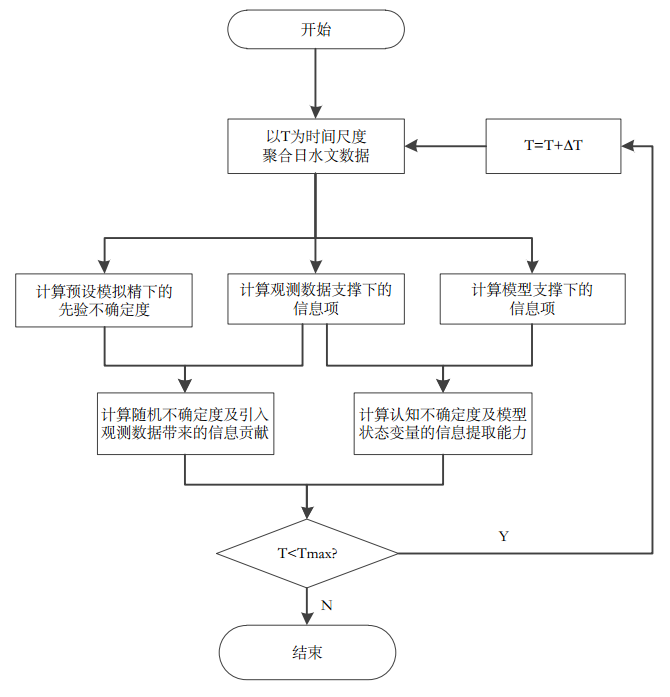 开始
以T为时间尺度
聚合日水文数据
T=T+ΔT
计算预设模拟精下的
先验不确定度
计算观测数据支撑下的
信息项
计算模型支撑下的
信息项
计算随机不确定度及引入
观测数据带来的信息贡献
计算认知不确定度及模型
状态变量的信息提取能力
T<Tmax?
Y
N
结束